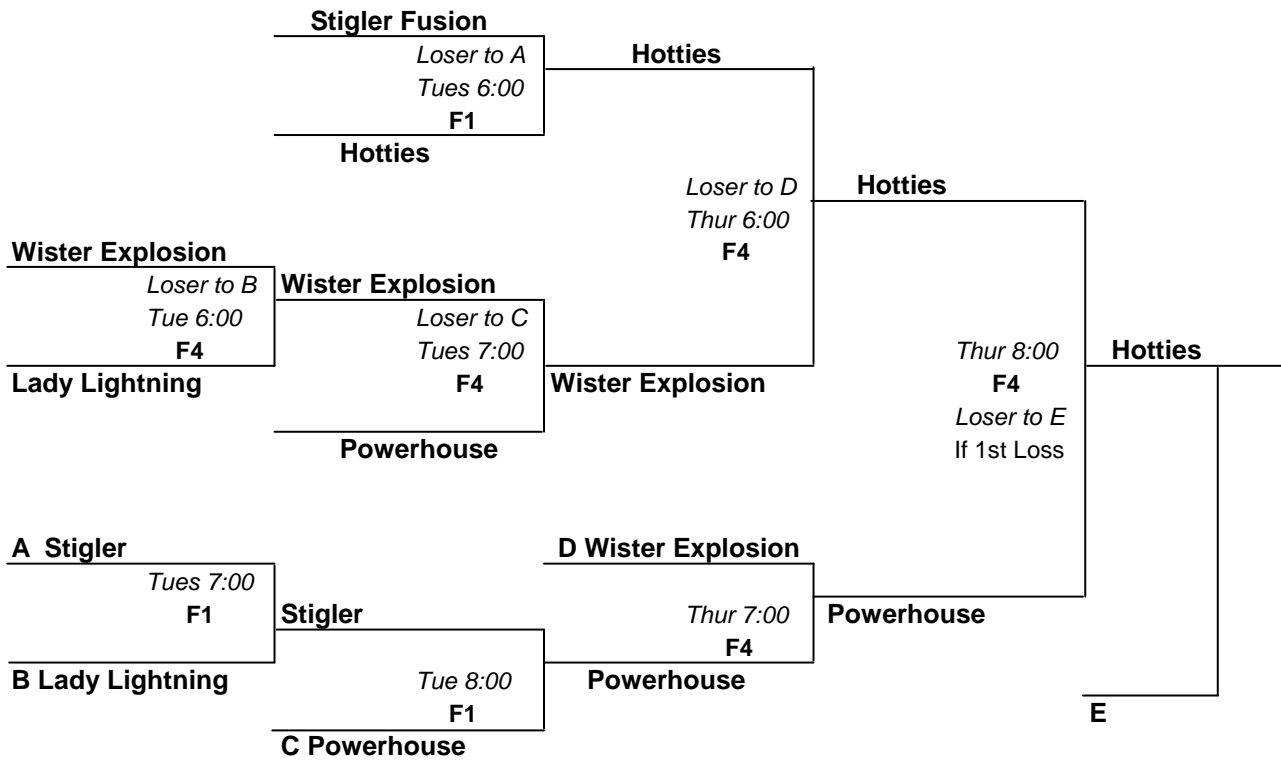 Stigler Fusion
Loser to A
Tues 6:00
F1
Hotties
Hotties
Loser to D
Thur 6:00
F4
Hotties
Wister Explosion
Loser to B
Tue 6:00
F4
Lady Lightning
Wister Explosion
Loser to C
Tues 7:00
F4
Powerhouse
Wister Explosion
Thur 8:00
F4
Loser to E
If 1st Loss
Hotties
A Stigler
Tues 7:00
F1
B Lady Lightning
Stigler
Tue 8:00
F1
C Powerhouse
D Wister Explosion
Thur 7:00
F4
Powerhouse
Powerhouse
E